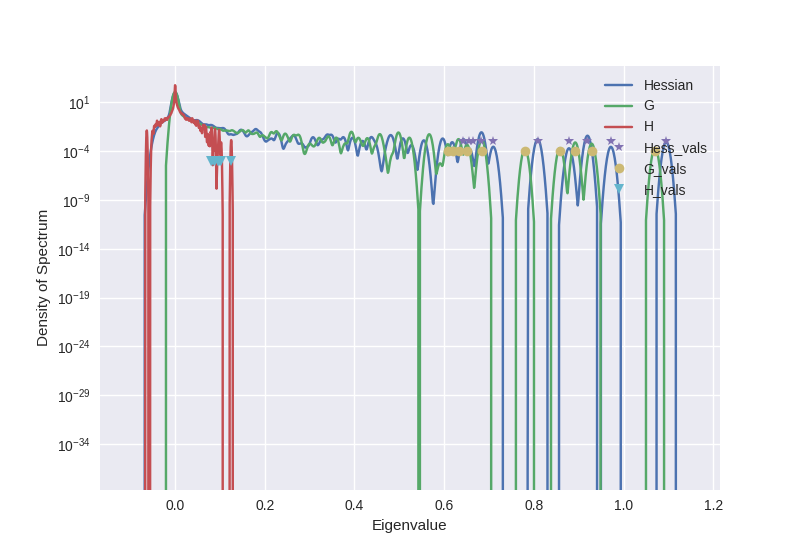 Density of Spectrum
10^1
10^-4
10^-9
10^-14
10^-19
10^-24
10^-29
10^-34
Hessian
G
H
Hess_vals
G_vals
H_vals
0.0 0.2 0.4 0.6 0.8 1.0 1.2
Eigenvalue